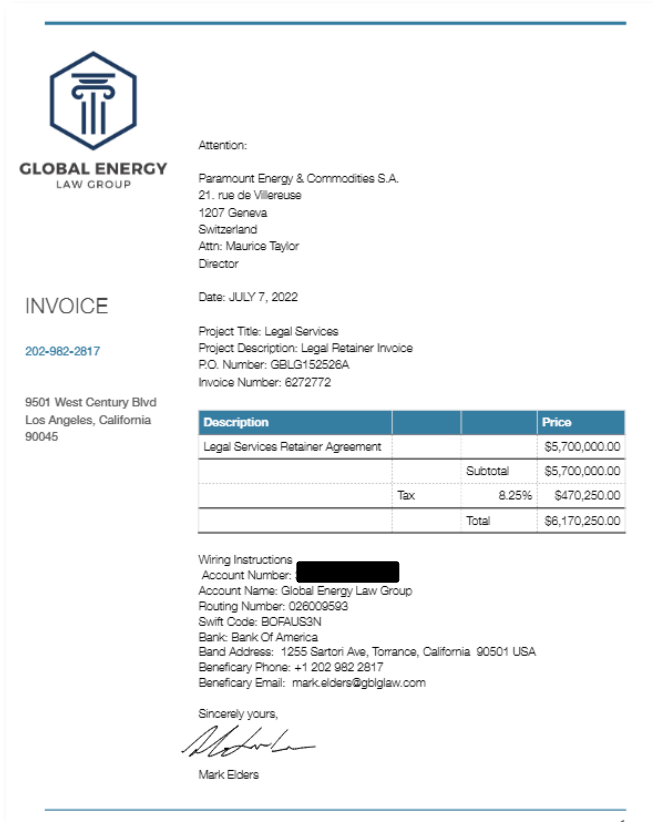 GLOBAL ENERGY
LAW GROUP
Attention:
Paramount Energy & Commodities S.A.
21. rue de Villereuse
1207 Geneva
Switzerland
Attn: Maurice Taylor
Director
INVOICE
202-982-2817
9501 West Century Blvd
Los Angeles, California
90045
Date: JULY 7, 2022
Project Title: Legal Services
Project Description: Legal Retainer Invoice
P.O. Number: GBLG152526A
Invoice Number: 6272772
Description Price
Legal Services Retainer Agreement $5,700,000.00
Subtotal $5,700,000.00
Tax 8.25% $470,250.00
Total $6,170,250.00
Wiring Instructions
Account Number:
Account Name: Global Energy Law Group
Routing Number: 026009593
Swift Code: BOFAUS3N
Bank: Bank Of America
Band Address: 1255 Sartori Ave, Torrance, California 90501 USA
Beneficary Phone: +1 202 982 2817
Beneficary Email: mark.elders@gblglaw.com
Sincerely yours,
Mark Elders